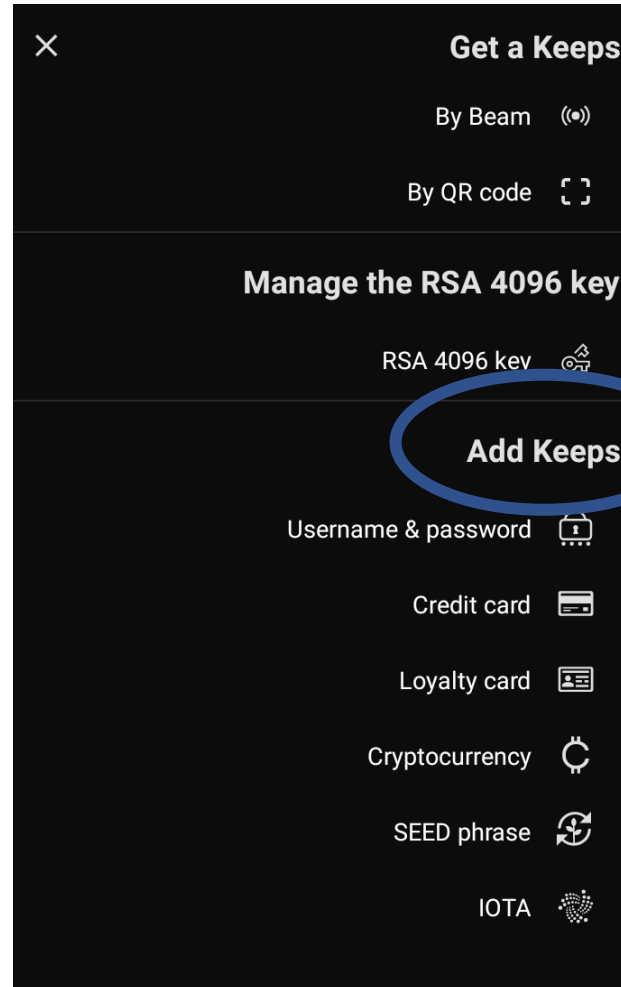 Get a Keeps
By Beam
By QR code
Manage the RSA 4096 key
RSA 4096 key
Add Keeps
Username & password
Credit card
Loyalty card
Cryptocurrency
SEED phrase
IOTA